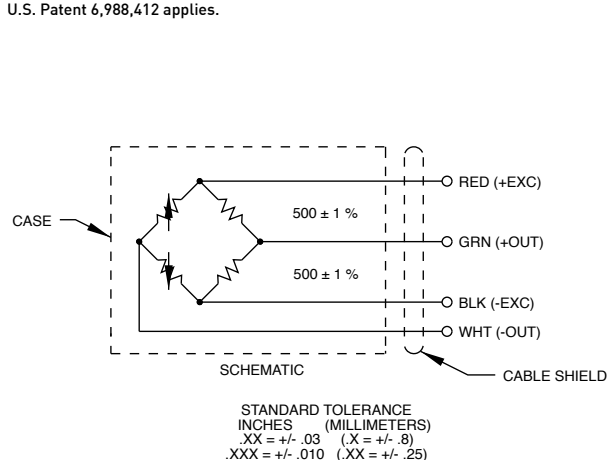 U.S. Patent 6,988,412 applies.
RED (+EXC)
500 ± 1 %
CASE
GRN (+OUT)
500 ± 1 %
BLK (-EXC)
WHT (-OUT)
SCHEMATIC
CABLE SHIELD
STANDARD TOLERANCE
INCHES (MILLIMETERS)
.XX = +/- .03 (.X = +/- .8)
.XXX = +/- .010 (.XX = +/- .25)